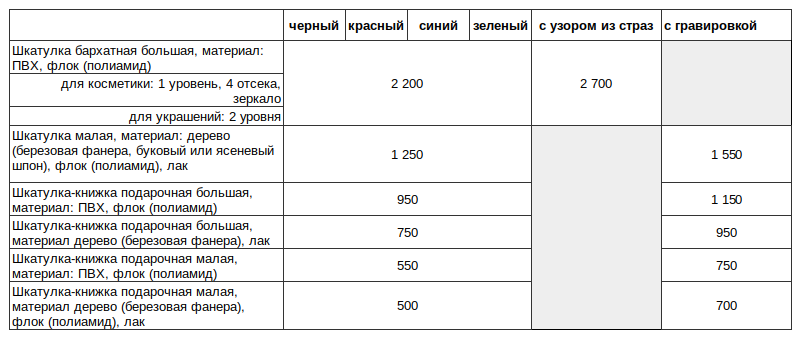 черный красный синий зеленый с узором из страз с гравировкой
Шкатулка бархатная большая, материал:
ПВХ, флок (полиамид)
для косметики: 1 уровень, 4 отсека,
зеркало
для украшений: 2 уровня
2 200 2 700
Шкатулка малая, материал: дерево
(березовая фанера, буковый или ясеневый
шпон), флок (полиамид), лак
1 250 1 550
Шкатулка-книжка подарочная большая,
материал: ПВХ, флок (полиамид)
950 1 150
Шкатулка-книжка подарочная большая,
материал дерево (березовая фанера), лак
750 950
Шкатулка-книжка подарочная малая,
материал: ПВХ, флок (полиамид)
550 750
Шкатулка-книжка подарочная малая,
материал дерево (березовая фанера),
флок (полиамид), лак
500 700